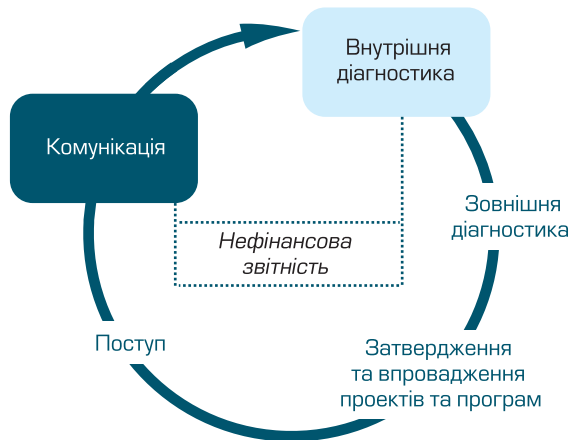 Внутрішня
діагностика
Комунікація
Зовнішня
діагностика
Нефінансова
звітність
Поступ
Затвердження
та впровадження
проектів та програм